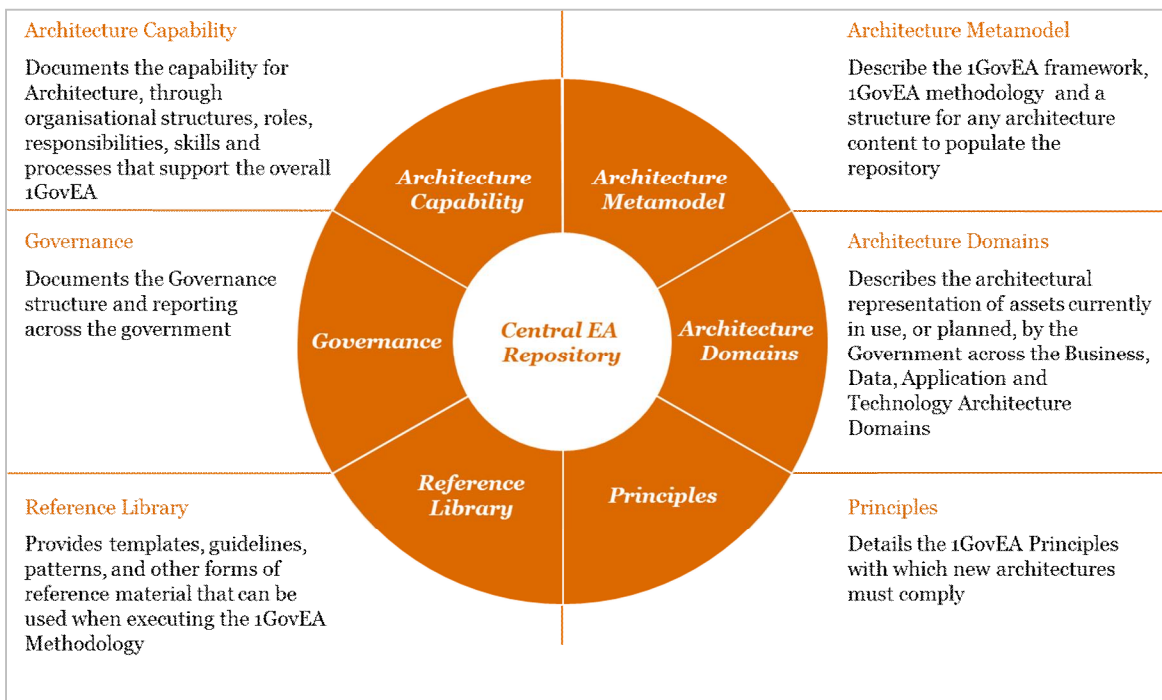 Architecture Capability
Documents the capability for
Architecture, through
organisational structures, roles,
responsibilities, skills and
processes that support the overall
1GovEA
Architecture Metamodel
Describe the 1GovEA framework,
1GovEA methodology and a
structure for any architecture
content to populate the
repository
Governance
Documents the Governance
structure and reporting
across the government
Architecture Domains
Describes the architectural
representation of assets currently
in use, or planned, by the
Government across the Business,
Data, Application and
Technology Architecture
Domains
Reference Library
Provides templates, guidelines,
patterns, and other forms of
reference material that can be
used when executing the 1GovEA
Methodology
Principles
Details the 1GovEA Principles
with which new architectures
must comply
Architecture
Capability
Architecture
Metamodel
Governance
Central EA
Repository
Architecture
Domains
Reference
Library
Principles